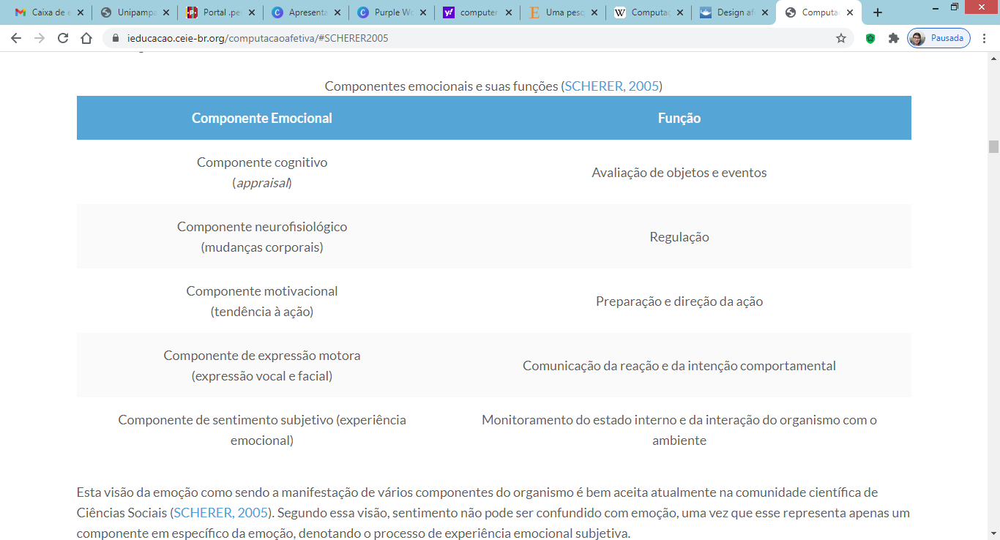 Caixa de e
Unipampa
Portal .per
Apresenta
Purple Wo
computer
Uma pesq
Computaç
Design afe
Computaç
ieducacao.ceie-br.org/computacaoafetiva/#SCHERER2005
Pausada
Componentes emocionais e suas funções (SCHERER, 2005)
Componente Emocional
Função
Componente cognitivo
(appraisal)
Avaliação de objetos e eventos
Componente neurofisiológico
(mudanças corporais)
Regulação
Componente motivacional
(tendência à ação)
Preparação e direção da ação
Componente de expressão motora
(expressão vocal e facial)
Comunicação da reação e da intenção comportamental
Componente de sentimento subjetivo (experiência
emocional)
Monitoramento do estado interno e da interação do organismo com o
ambiente
Esta visão da emoção como sendo a manifestação de vários componentes do organismo é bem aceita atualmente na comunidade científica de
Ciências Sociais (SCHERER, 2005). Segundo essa visão, sentimento não pode ser confundido com emoção, uma vez que esse representa apenas um
componente em específico da emoção, denotando o processo de experiência emocional subjetiva.